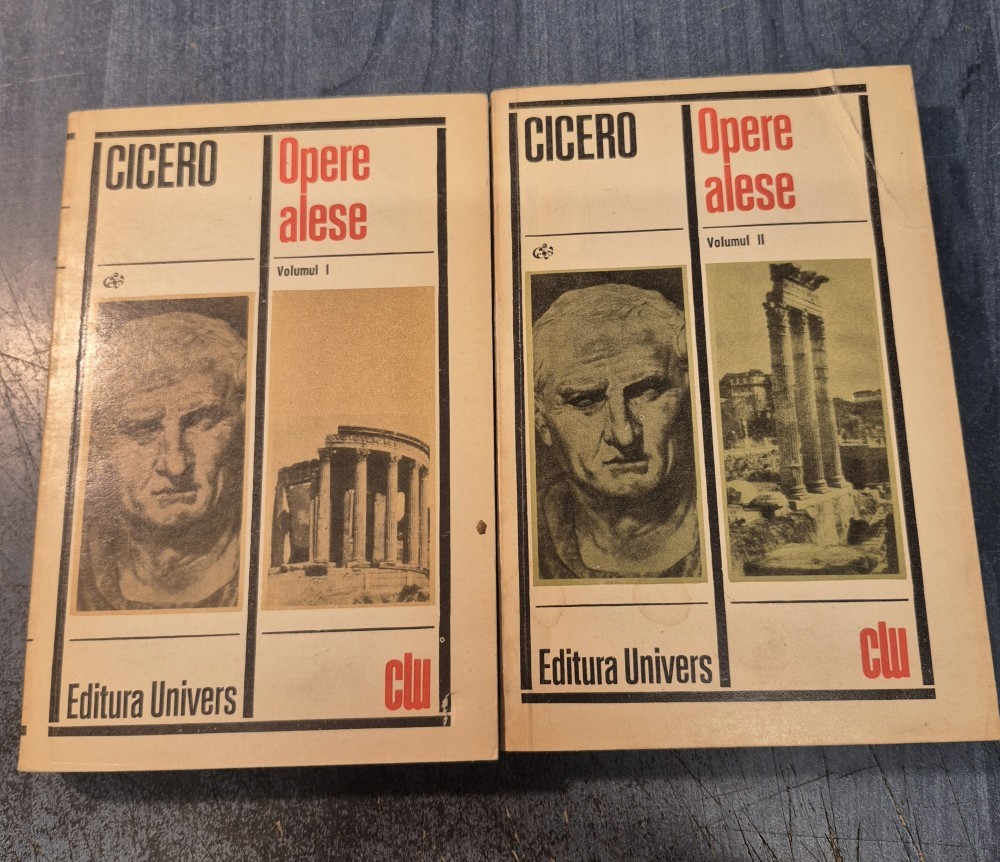 CICERO
Opere
alese
Volumul I
Editura Univers
clu
CICERO
Opere
alese
Volumul II
Editura Univers
clu